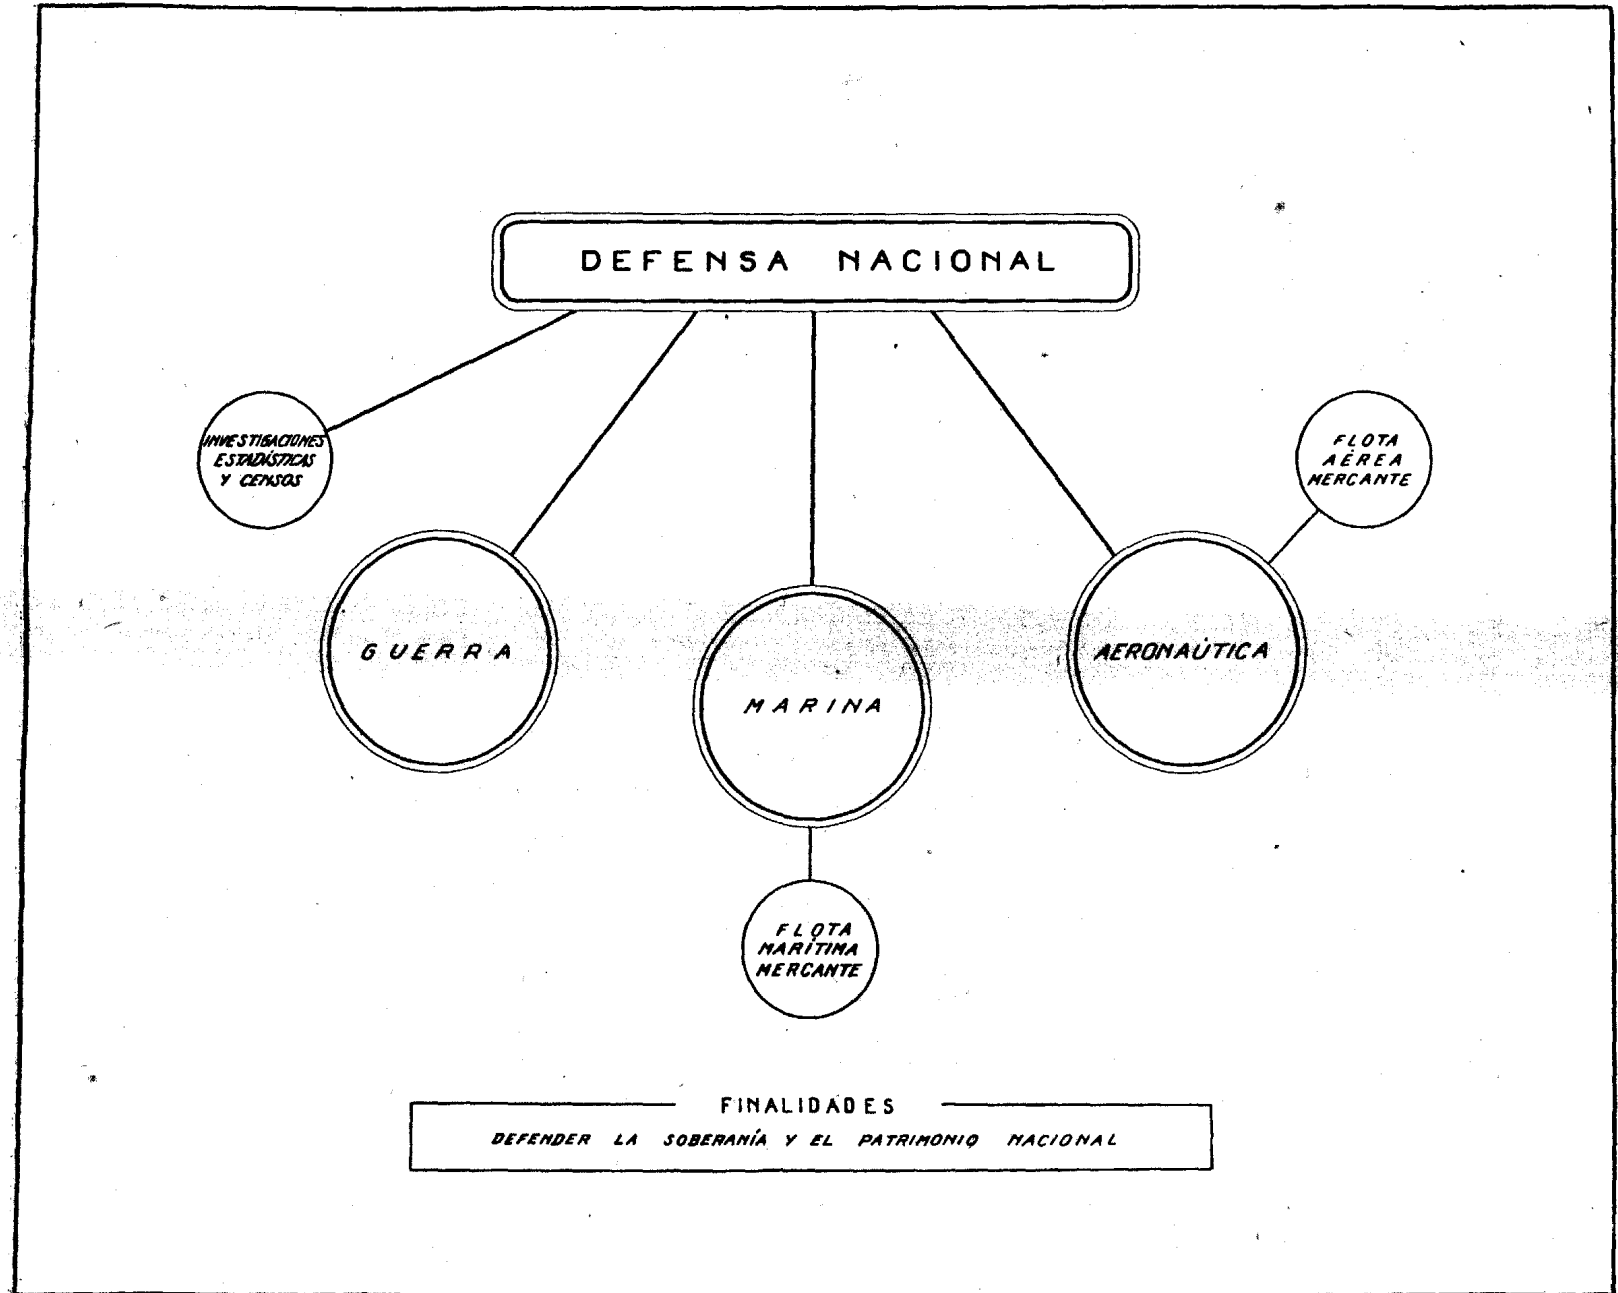 DEFENSA NACIONAL
INVESTIGACIONES
ESTADÍSTICAS
Y CENSOS
FLOTA
AÉREA
MERCANTE
GUERRA
MARINA
AERONAÚTICA
FLOTA
MARÍTIMA
MERCANTE
FINALIDADES
DEFENDER LA SOBERANÍA Y EL PATRIMONIO NACIONAL